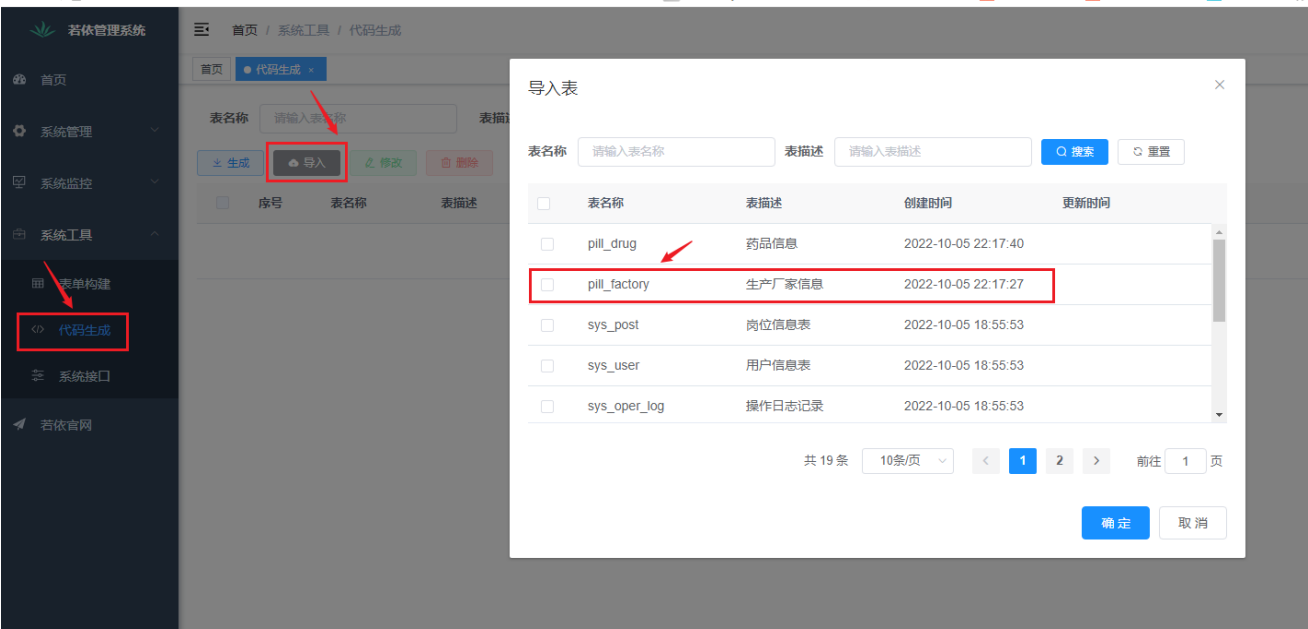 若依管理系统
首页 / 系统工具 / 代码生成
首页
系统管理
系统监控
系统工具
表单构建
代码生成
系统接口
若依官网
首页 代码生成 ×
表名称 请输入表名称 表描
生成 导入 修改 删除
序号 表名称 表描述
导入表 ×
表名称 请输入表名称 表描述 请输入表描述 搜索 重置
表名称 表描述 创建时间 更新时间
pill_drug 药品信息 2022-10-05 22:17:40
pill_factory 生产厂家信息 2022-10-05 22:17:27
sys_post 岗位信息表 2022-10-05 18:55:53
sys_user 用户信息表 2022-10-05 18:55:53
sys_oper_log 操作日志记录 2022-10-05 18:55:53
共 19 条 10条/页 < 1 2 > 前往 1 页
确 定 取 消